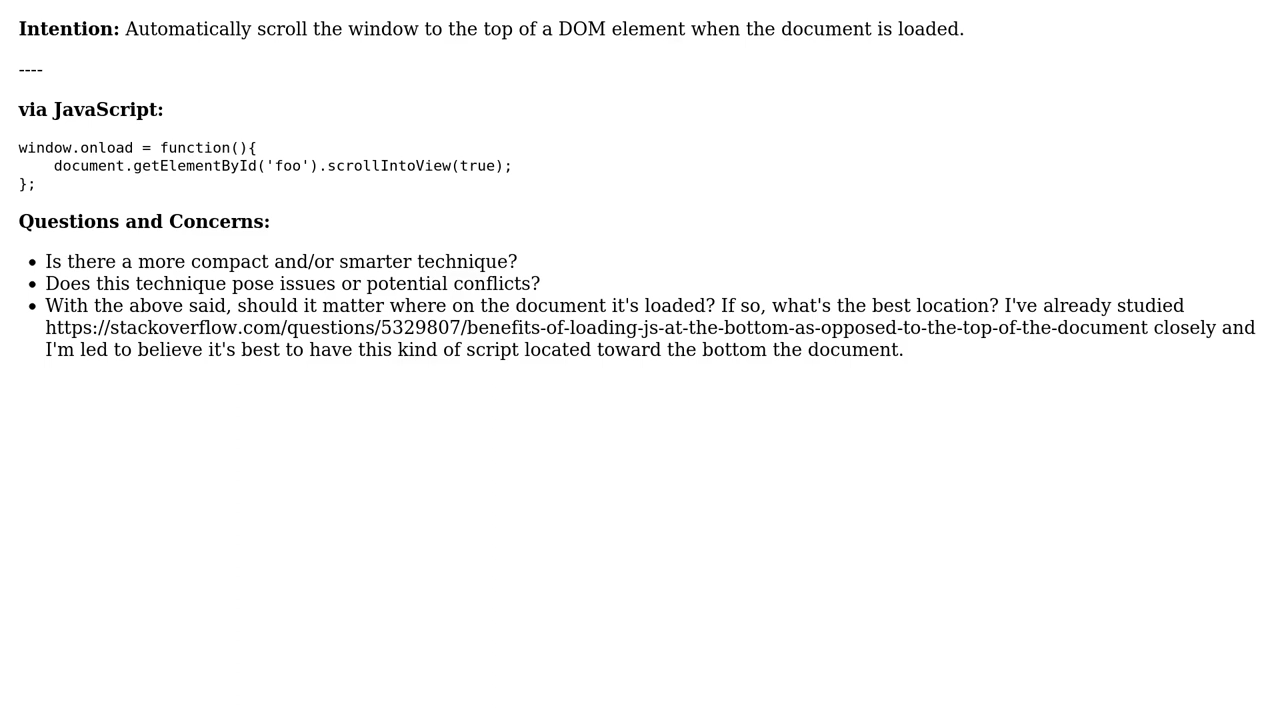 Intention: Automatically scroll the window to the top of a DOM element when the document is loaded.
----
via JavaScript:
window.onload = function(){
    document.getElementById('foo').scrollIntoView(true);
};
Questions and Concerns:
• Is there a more compact and/or smarter technique?
• Does this technique pose issues or potential conflicts?
• With the above said, should it matter where on the document it's loaded? If so, what's the best location? I've already studied
https://stackoverflow.com/questions/5329807/benefits-of-loading-js-at-the-bottom-as-opposed-to-the-top-of-the-document closely and
I'm led to believe it's best to have this kind of script located toward the bottom the document.